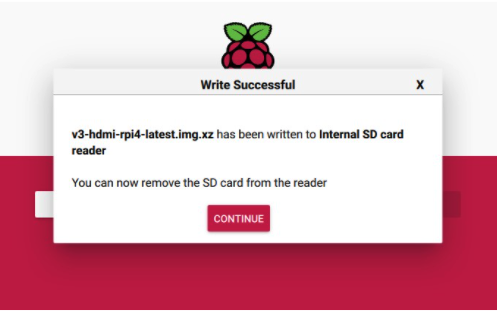 Write Successful
X
v3-hdmi-rpi4-latest.img.xz has been written to Internal SD card
reader
You can now remove the SD card from the reader
CONTINUE